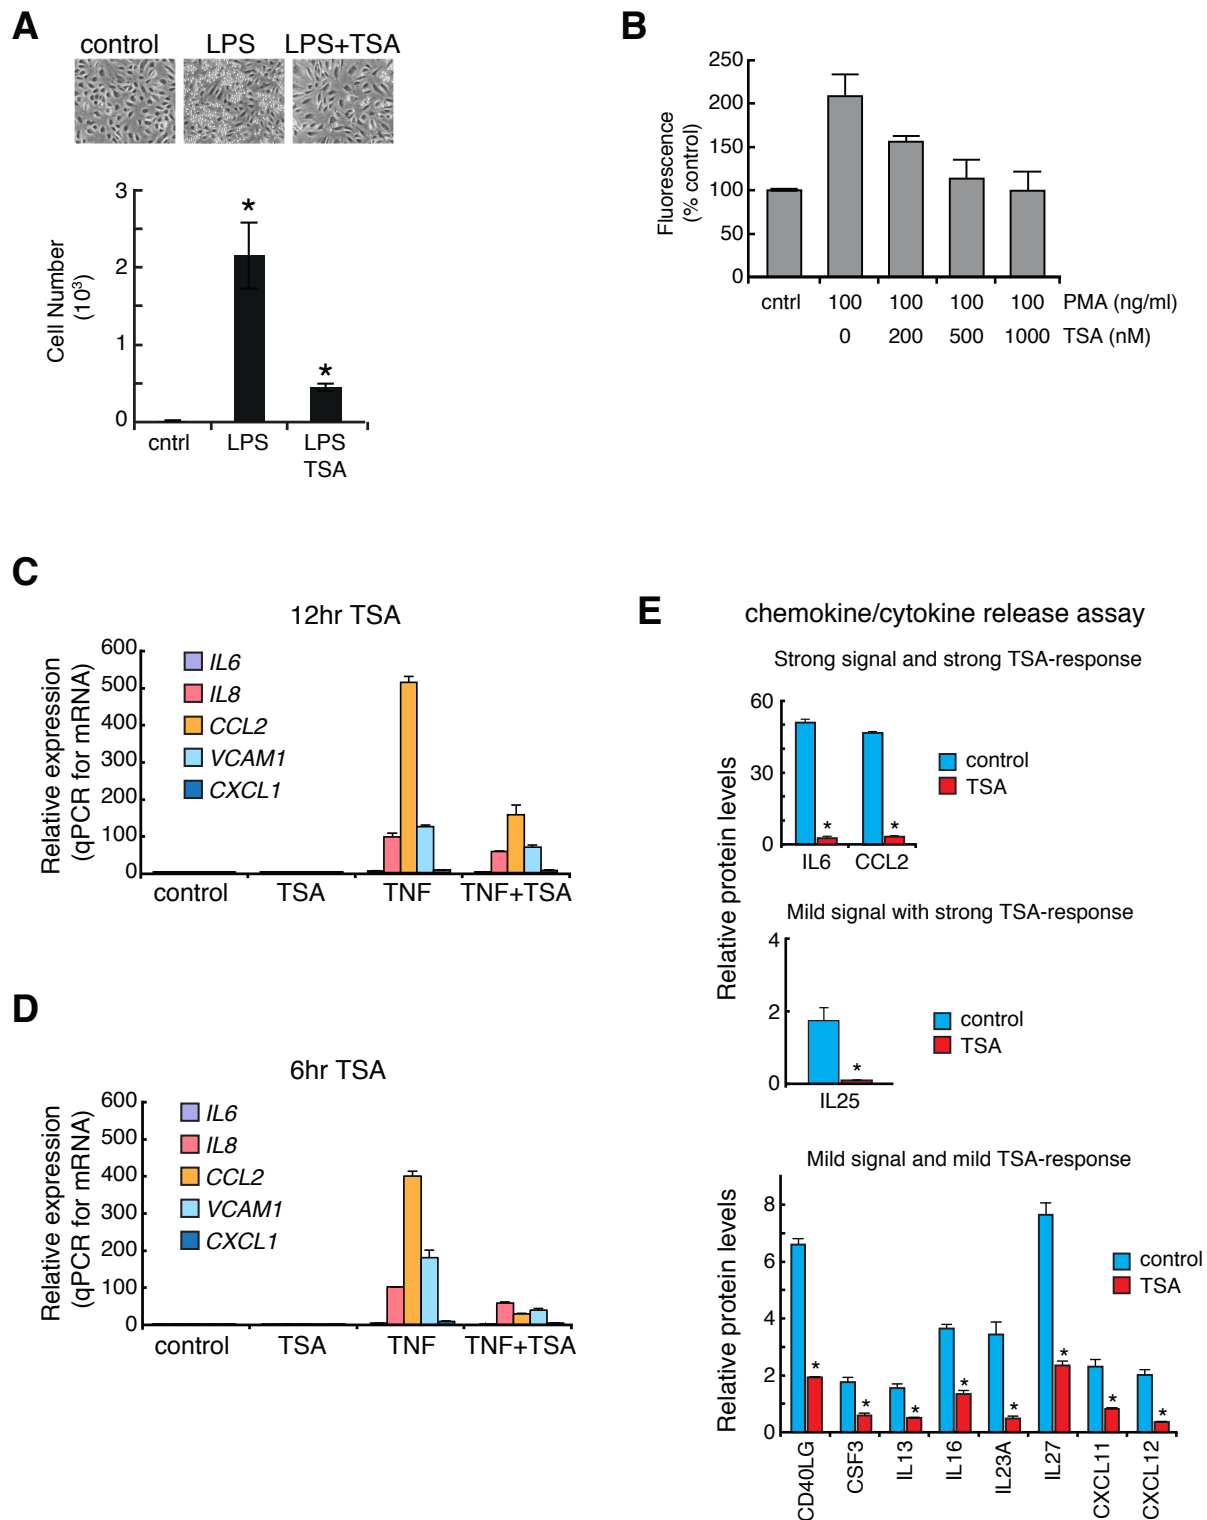 A
control LPS LPS+TSA
3
2
1
0
Cell Number
(10³)
*
*
cntrl LPS LPS
TSA
B
250
200
150
100
50
0
Fluorescence
(% control)
cntrl 100 100 100 100 PMA (ng/ml)
0 200 500 1000 TSA (nM)
C
12hr TSA
600
500
400
300
200
100
0
Relative expression
(qPCR for mRNA)
IL6
IL8
CCL2
VCAM1
CXCL1
control TSA TNF TNF+TSA
D
6hr TSA
600
500
400
300
200
100
0
Relative expression
(qPCR for mRNA)
IL6
IL8
CCL2
VCAM1
CXCL1
control TSA TNF TNF+TSA
E
chemokine/cytokine release assay
Strong signal and strong TSA-response
60
30
0
control
TSA
* *
IL6 CCL2
Relative protein levels
Mild signal with strong TSA-response
4
2
0
control
TSA
*
IL25
Mild signal and mild TSA-response
8
6
4
2
0
Relative protein levels
control
TSA
* * * * * * * *
CD40LG CSF3 IL13 IL16 IL23A IL27 CXCL11 CXCL12